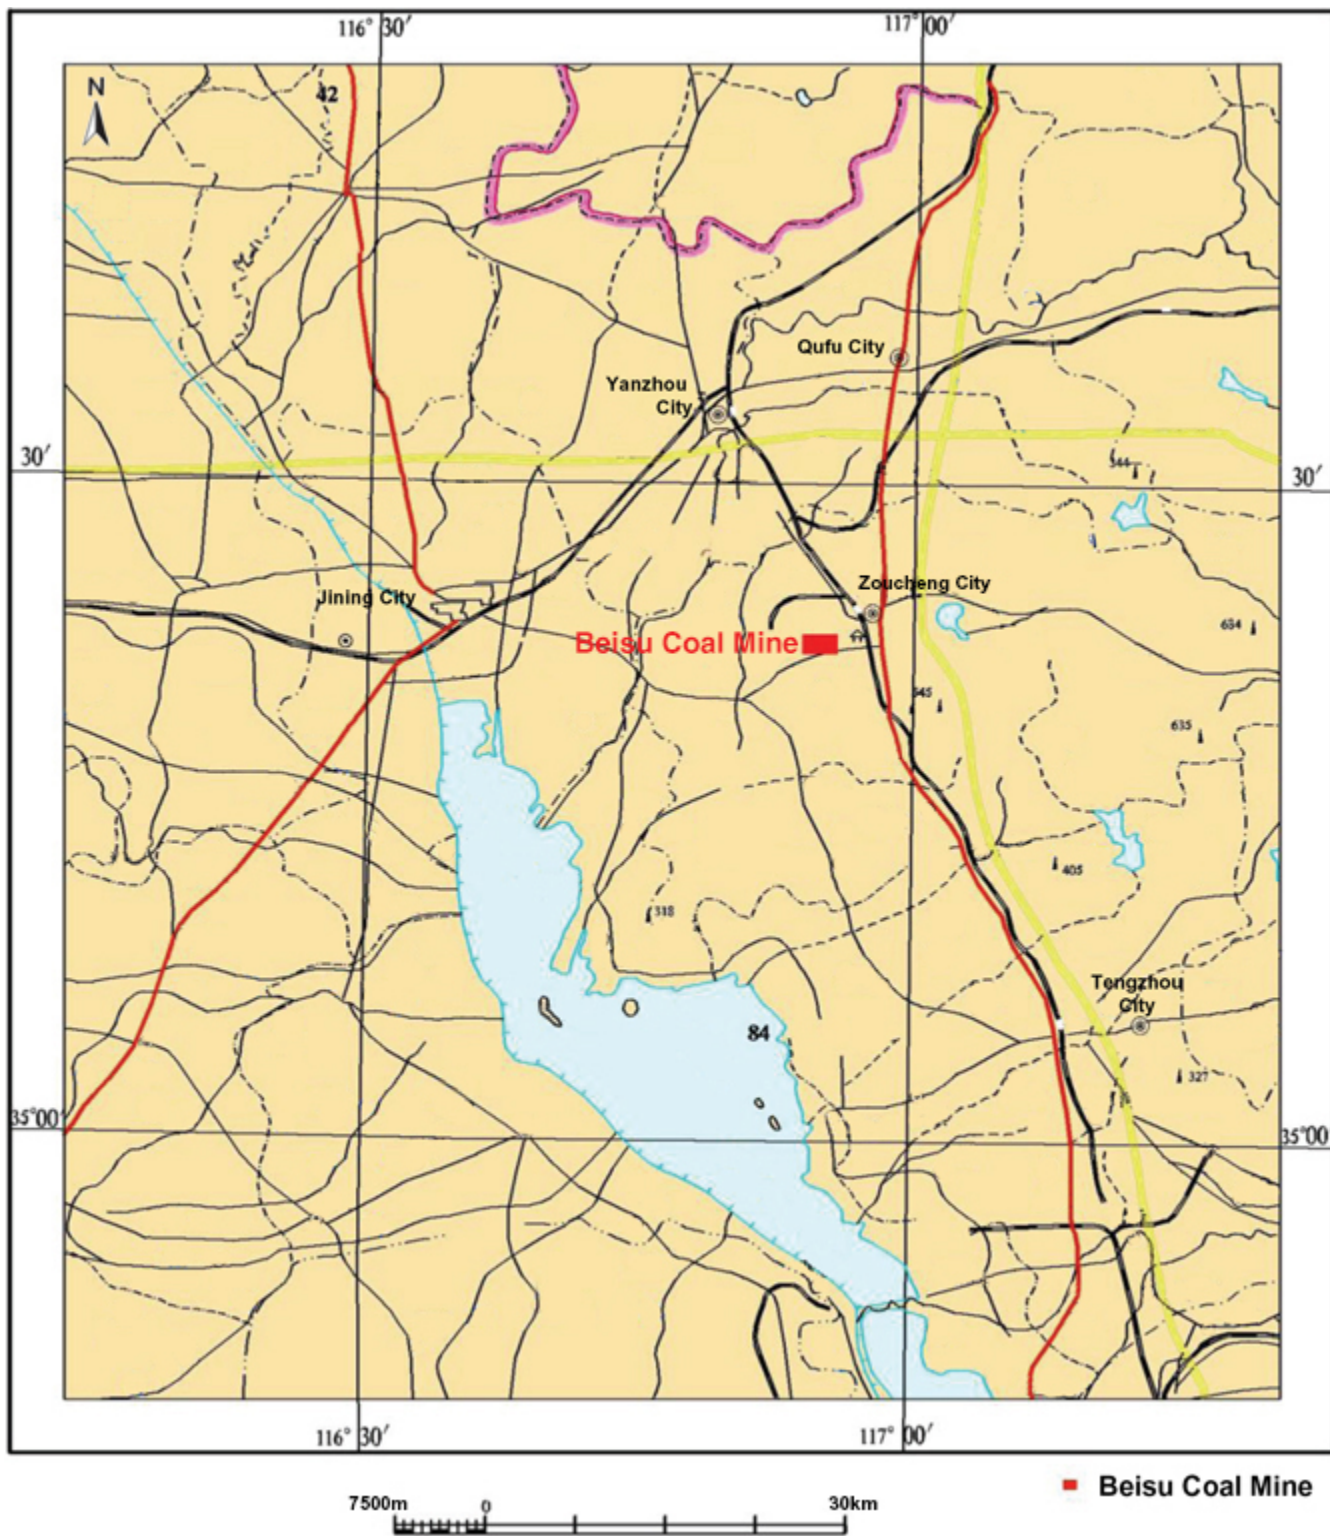 116° 30′
117° 00′
N
42
Qufu City
Yanzhou
City
30′
30′
544
Jining City
Zoucheng City
634
Beisu Coal Mine
545
635
405
318
Tengzhou
City
84
327
35°00′
35°00′
116° 30′
117° 00′
Beisu Coal Mine
7500m
0
30km